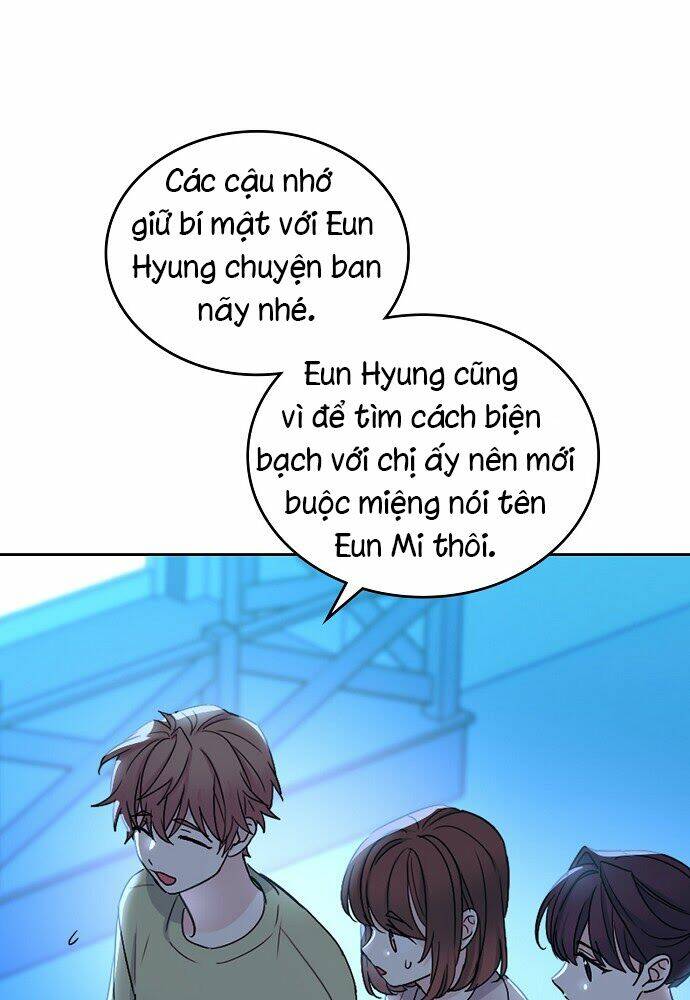 Các cậu nhớ
giữ bí mật với Eun
Hyung chuyện ban
nãy nhé.
Eun Hyung cũng
vì để tìm cách biện
bạch với chị ấy nên mới
buộc miệng nói tên
Eun Mi thôi.